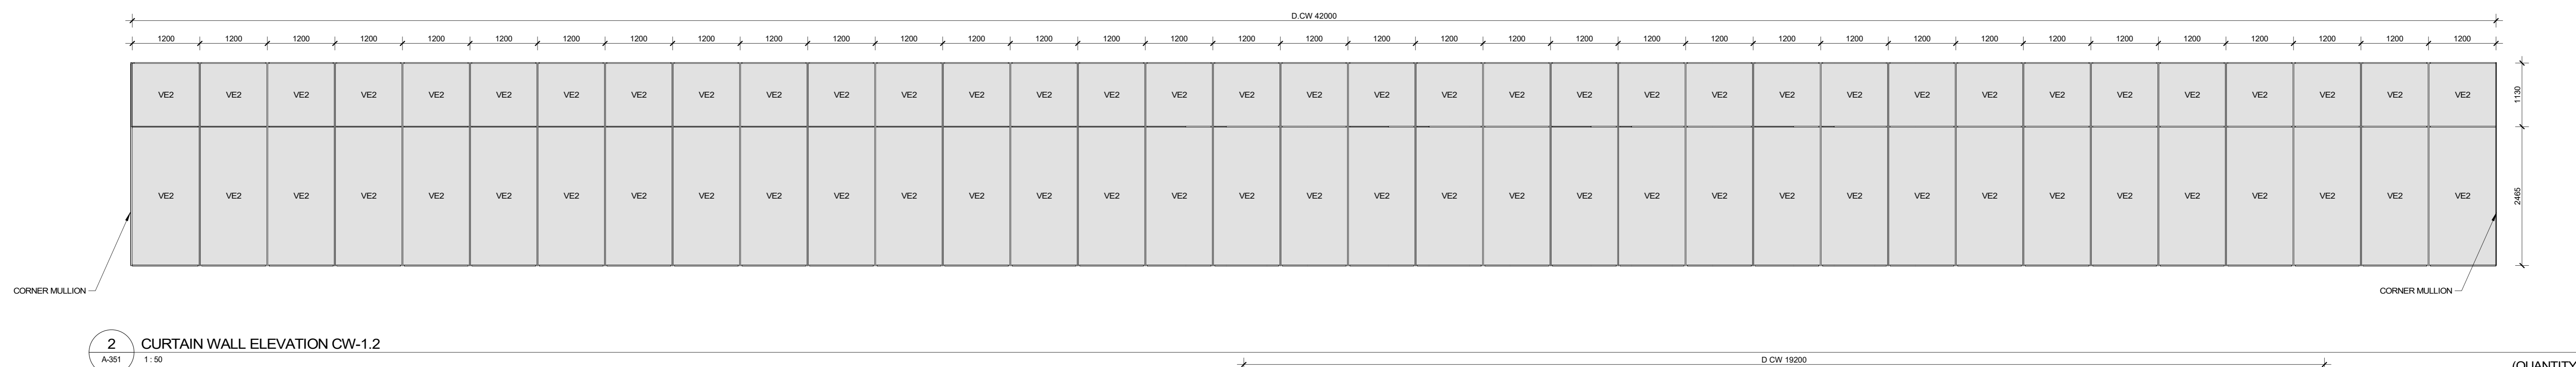 D.CW 42000
1200 1200 1200 1200 1200 1200 1200 1200 1200 1200 1200 1200 1200 1200 1200 1200 1200 1200 1200 1200 1200 1200 1200 1200 1200 1200 1200 1200 1200 1200 1200 1200 1200 1200 1200
VE2 VE2 VE2 VE2 VE2 VE2 VE2 VE2 VE2 VE2 VE2 VE2 VE2 VE2 VE2 VE2 VE2 VE2 VE2 VE2 VE2 VE2 VE2 VE2 VE2 VE2 VE2 VE2 VE2 VE2 VE2 VE2 VE2 VE2 VE2
1130
VE2 VE2 VE2 VE2 VE2 VE2 VE2 VE2 VE2 VE2 VE2 VE2 VE2 VE2 VE2 VE2 VE2 VE2 VE2 VE2 VE2 VE2 VE2 VE2 VE2 VE2 VE2 VE2 VE2 VE2 VE2 VE2 VE2 VE2 VE2
2465
CORNER MULLION
CORNER MULLION
2
CURTAIN WALL ELEVATION CW-1.2
A-351
1 : 50
D CW 19200
(QUANTITY